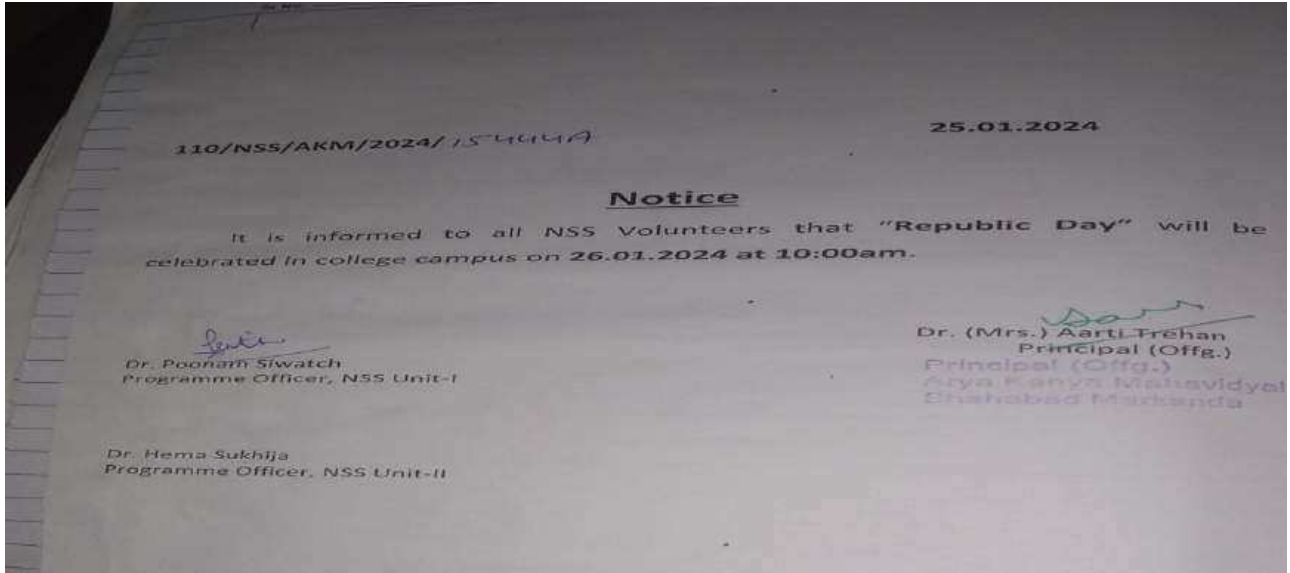 110/NSS/AKM/2024/15444A
25.01.2024
Notice
It is informed to all NSS Volunteers that “Republic Day” will be
celebrated in college campus on 26.01.2024 at 10:00am.
Dr. Poonam Siwatch
Programme Officer, NSS Unit-I
Dr. (Mrs.) Aarti Trehan
Principal (Offg.)
Principal (Offg.)
Arya Kanya Mahavidyal
Shahabad Markanda
Dr. Hema Sukhija
Programme Officer, NSS Unit-II